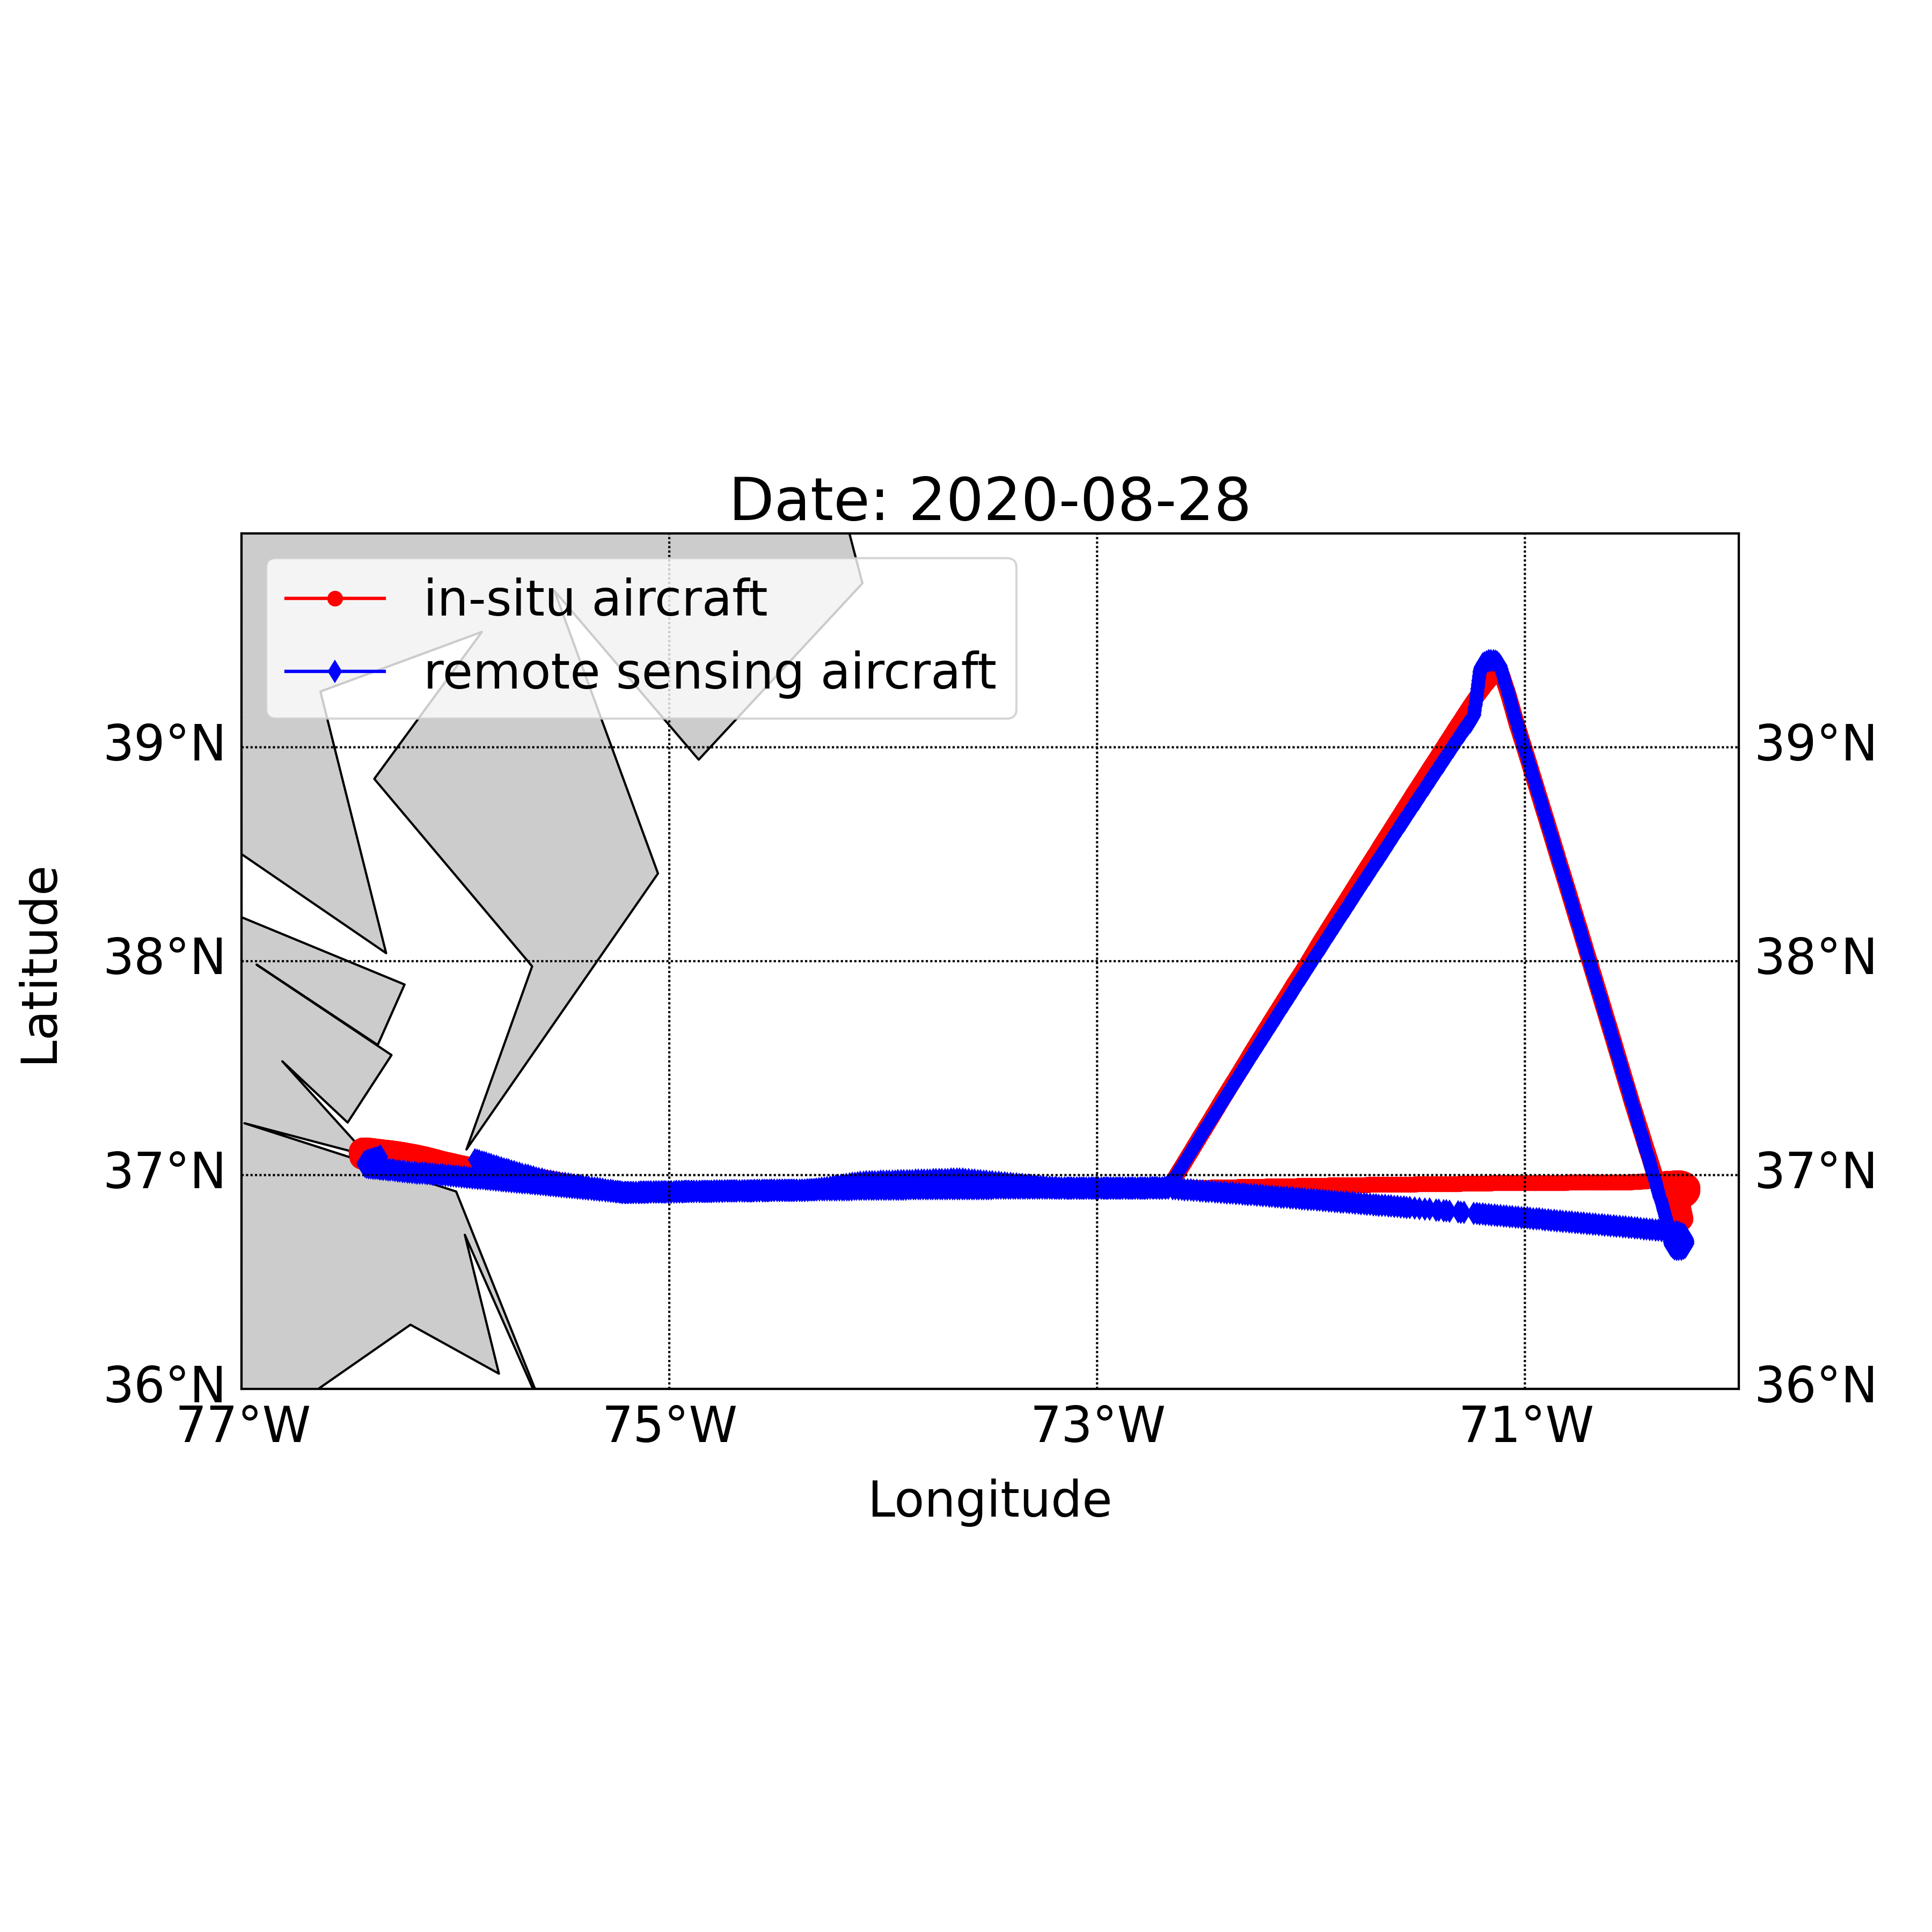 Date: 2020-08-28
in-situ aircraft
remote sensing aircraft
39°N
39°N
38°N
38°N
37°N
37°N
36°N
36°N
77°W
75°W
73°W
71°W
Longitude
Latitude